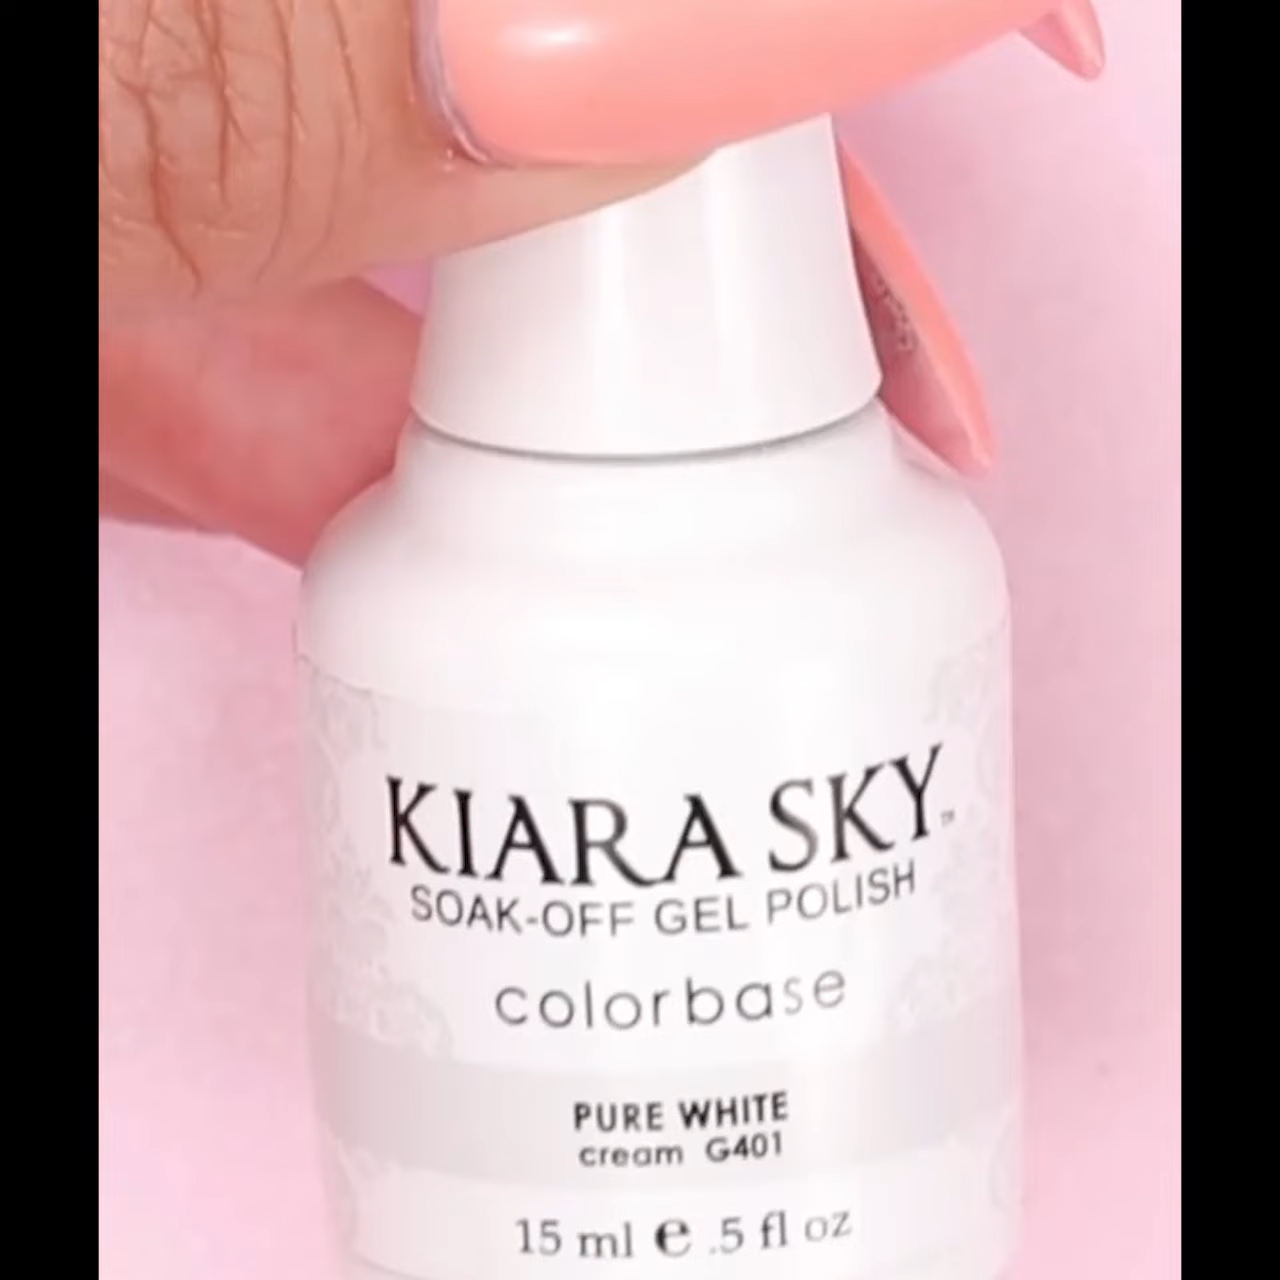 KIARA SKY™
SOAK-OFF GEL POLISH
colorbase
PURE WHITE
cream G401
15 ml ℮ .5 fl oz